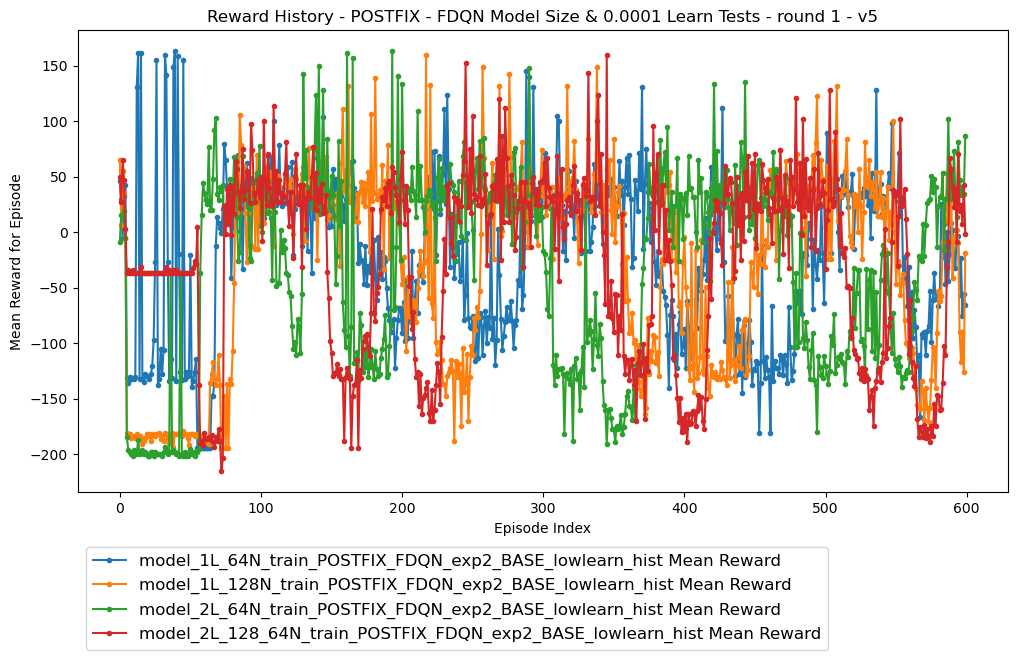 Reward History - POSTFIX - FDQN Model Size & 0.0001 Learn Tests - round 1 - v5
Mean Reward for Episode
150
100
50
0
−50
−100
−150
−200
0 100 200 300 400 500 600
Episode Index
model_1L_64N_train_POSTFIX_FDQN_exp2_BASE_lowlearn_hist Mean Reward
model_1L_128N_train_POSTFIX_FDQN_exp2_BASE_lowlearn_hist Mean Reward
model_2L_64N_train_POSTFIX_FDQN_exp2_BASE_lowlearn_hist Mean Reward
model_2L_128_64N_train_POSTFIX_FDQN_exp2_BASE_lowlearn_hist Mean Reward